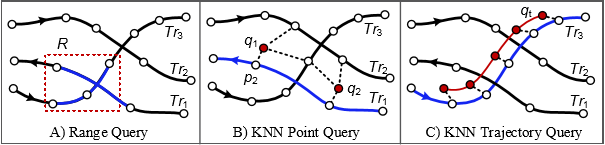 R
Tr3
Tr2
Tr1
A) Range Query
q1
p2
q2
Tr3
Tr2
Tr1
B) KNN Point Query
qt
Tr3
Tr2
Tr1
C) KNN Trajectory Query